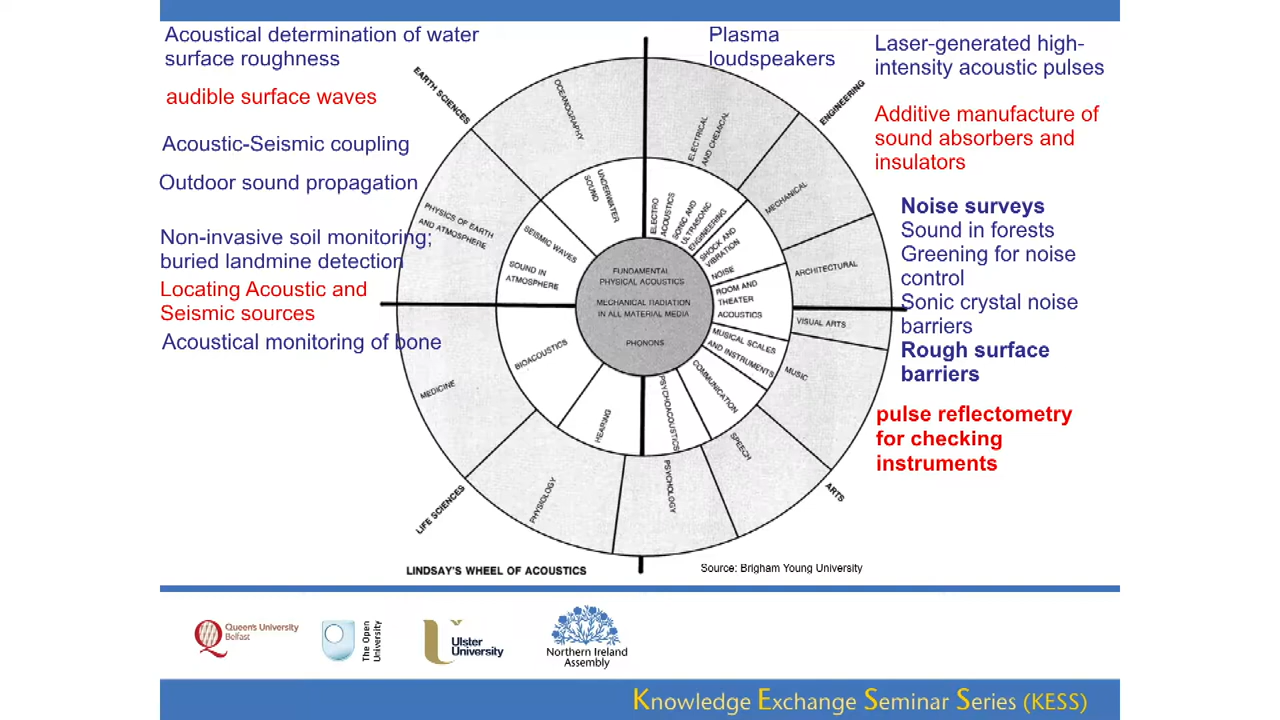 Acoustical determination of water
surface roughness
audible surface waves
Acoustic-Seismic coupling
Outdoor sound propagation
Non-invasive soil monitoring;
buried landmine detection
Locating Acoustic and
Seismic sources
Acoustical monitoring of bone
Plasma
loudspeakers
Laser-generated high-
intensity acoustic pulses
Additive manufacture of
sound absorbers and
insulators
Noise surveys
Sound in forests
Greening for noise
control
Sonic crystal noise
barriers
Rough surface
barriers
pulse reflectometry
for checking
instruments
EARTH SCIENCES
ENGINEERING
LIFE SCIENCES
ARTS
OCEANOGRAPHY
ELECTRICAL
AND CHEMICAL
MECHANICAL
ARCHITECTURAL
VISUAL ARTS
MUSIC
SPEECH
PSYCHOLOGY
PHYSIOLOGY
MEDICINE
PHYSICS OF EARTH
AND ATMOSPHERE
UNDERWATER
SOUND
ELECTRO
ACOUSTICS
SONIC AND
ULTRASONIC
ENGINEERING
SHOCK AND
VIBRATION
NOISE
ROOM AND
THEATER
ACOUSTICS
MUSICAL SCALES
AND INSTRUMENTS
COMMUNICATION
PSYCHOACOUSTICS
HEARING
BIOACOUSTICS
SOUND IN
ATMOSPHERE
SEISMIC WAVES
FUNDAMENTAL
PHYSICAL ACOUSTICS
MECHANICAL RADIATION
IN ALL MATERIAL MEDIA
PHONONS
LINDSAY'S WHEEL OF ACOUSTICS
Source: Brigham Young University
Queen's University
Belfast
The Open
University
Ulster
University
Northern Ireland
Assembly
Knowledge Exchange Seminar Series (KESS)